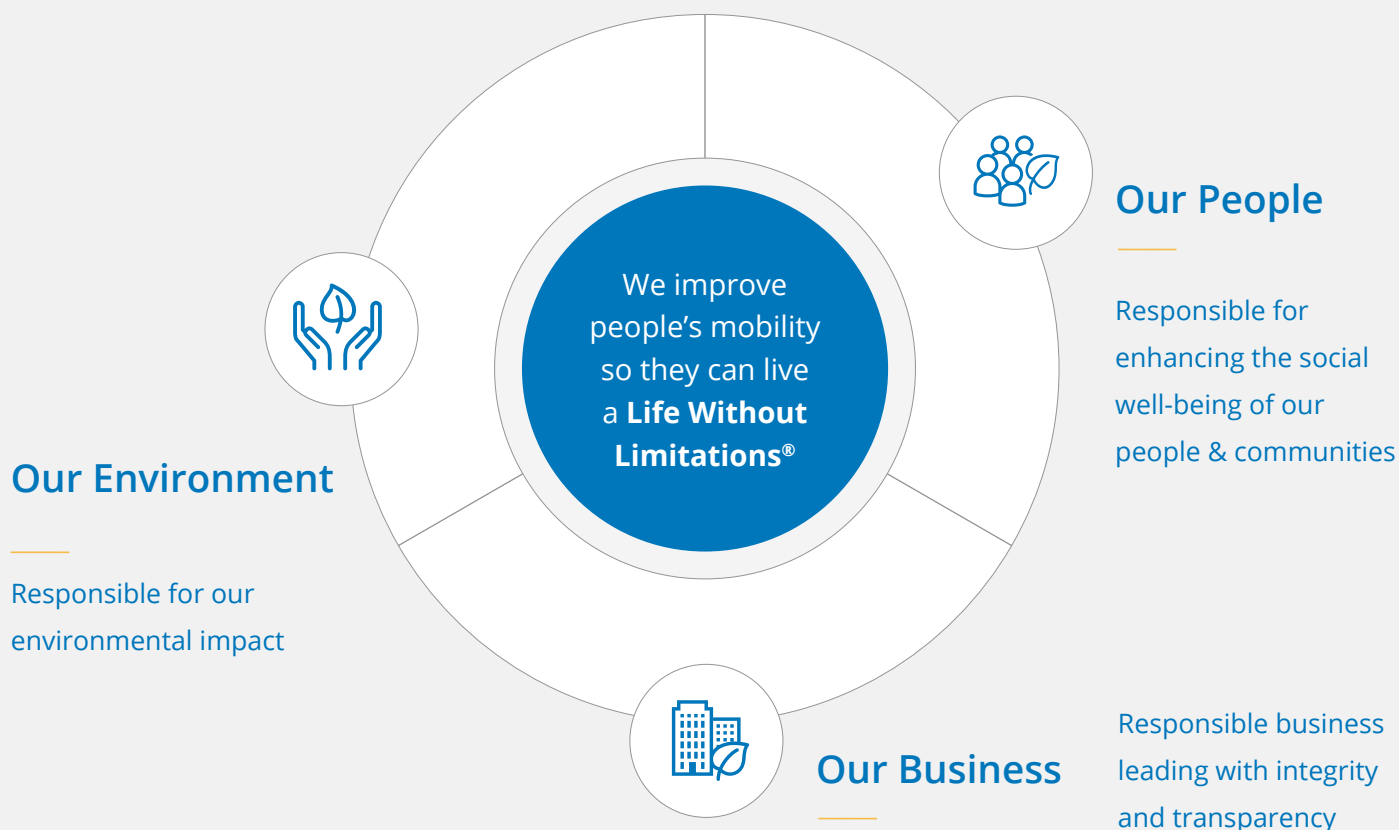 We improve
people’s mobility
so they can live
a Life Without
Limitations®
Our People
Responsible for
enhancing the social
well-being of our
people & communities
Our Environment
Responsible for our
environmental impact
Our Business
Responsible business
leading with integrity
and transparency